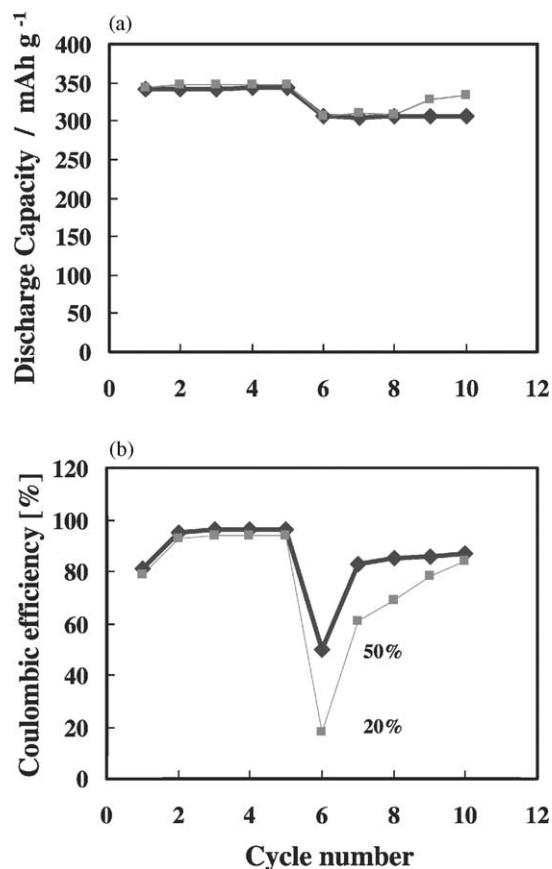 (a)
Discharge Capacity / mAh g⁻¹
400
350
300
250
200
150
100
50
0
0 2 4 6 8 10 12
(b)
Coulombic efficiency [%]
120
100
80
60
40
20
0
50%
20%
0 2 4 6 8 10 12
Cycle number